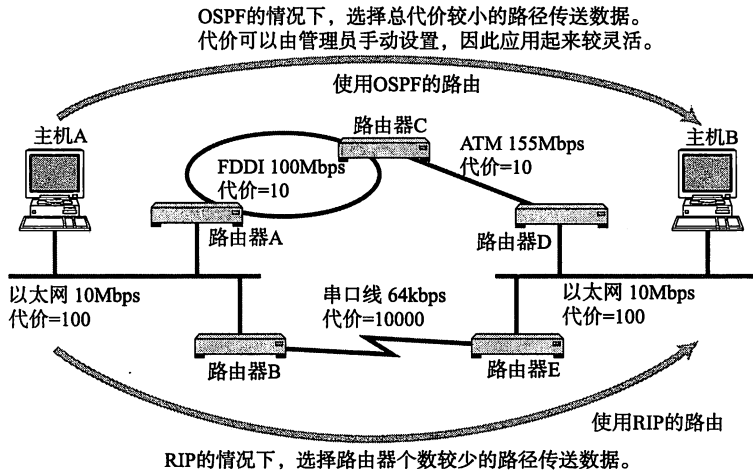 OSPF的情况下，选择总代价较小的路径传送数据。
代价可以由管理员手动设置，因此应用起来较灵活。
使用OSPF的路由
主机A
路由器C
ATM 155Mbps
代价=10
主机B
FDDI 100Mbps
代价=10
路由器A
路由器D
以太网 10Mbps
代价=100
串口线 64kbps
代价=10000
以太网 10Mbps
代价=100
路由器B
路由器E
使用RIP的路由
RIP的情况下，选择路由器个数较少的路径传送数据。